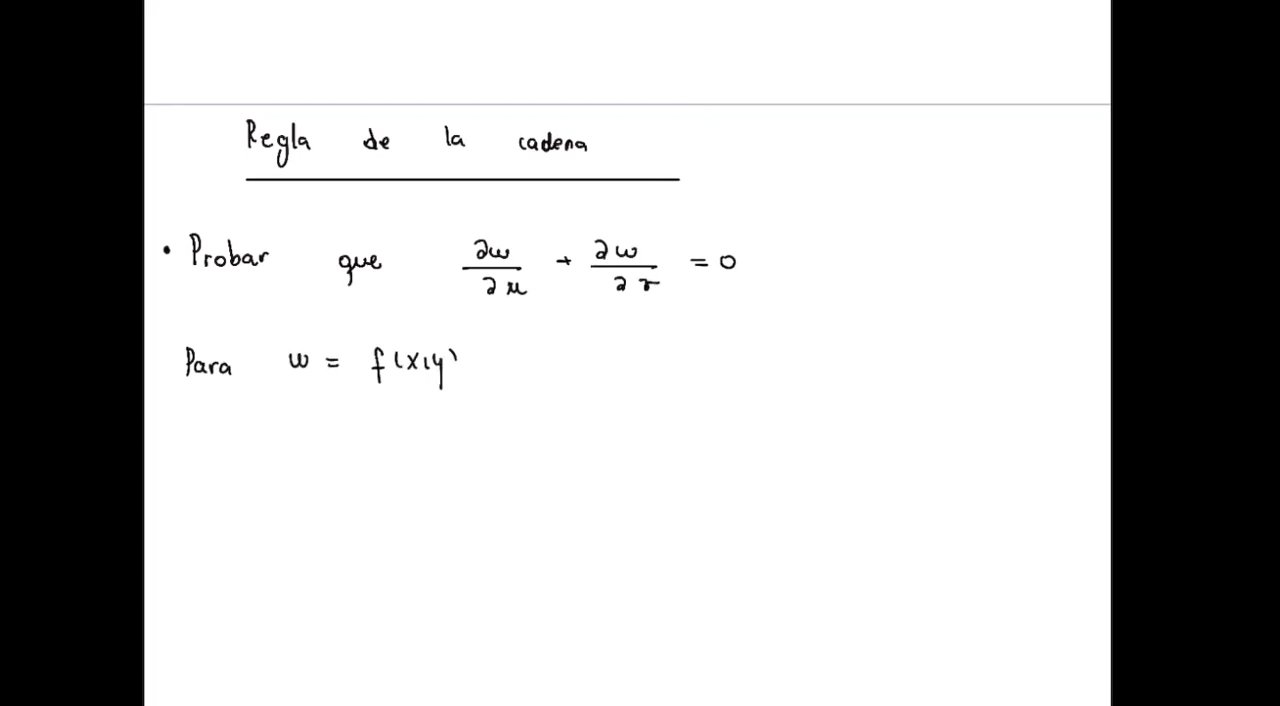 Regla de la cadena
• Probar que ∂w/∂u + ∂w/∂v = 0
Para w = f(x,y)